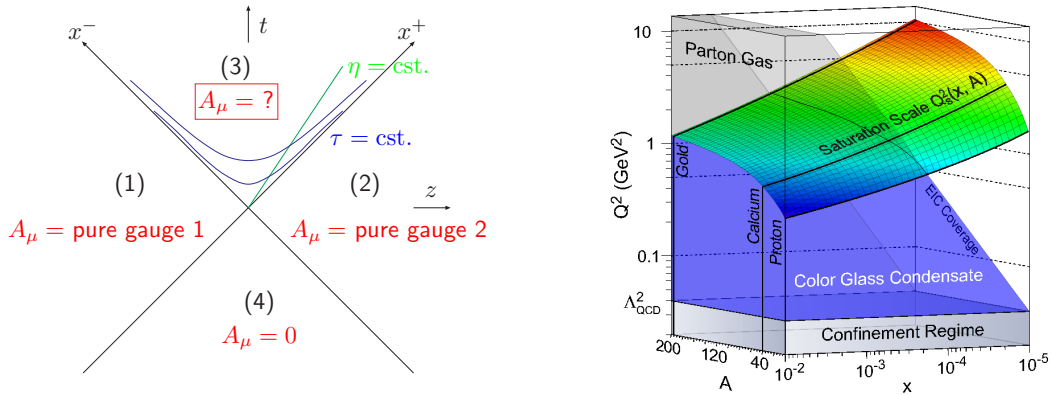 x⁻
t
x⁺
(3)
η = cst.
A_μ = ?
τ = cst.
(1)
(2)
z
A_μ = pure gauge 1
A_μ = pure gauge 2
(4)
A_μ = 0
Q² (GeV²)
10
1
0.1
Λ²_QCD
Parton Gas
Saturation Scale Q²_s(x, A)
Gold
Calcium
Proton
EIC Coverage
Color Glass Condensate
Confinement Regime
200
120
40
A
10⁻²
10⁻³
10⁻⁴
10⁻⁵
x